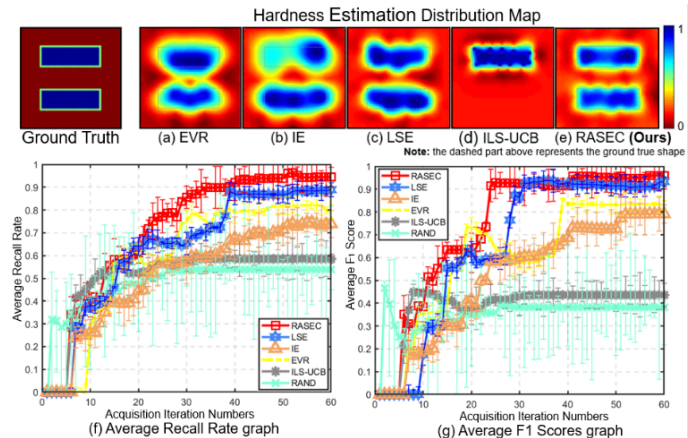 Hardness Estimation Distribution Map
1
0
Ground Truth
(a) EVR
(b) IE
(c) LSE
(d) ILS-UCB
(e) RASEC (Ours)
Note: the dashed part above represents the ground true shape
1
0.9
0.8
0.7
0.6
0.5
0.4
0.3
0.2
0.1
0
Average Recall Rate
RASEC
LSE
IE
EVR
ILS-UCB
RAND
0 10 20 30 40 50 60
Acquisition Iteration Numbers
(f) Average Recall Rate graph
1
0.9
0.8
0.7
0.6
0.5
0.4
0.3
0.2
0.1
0
Average F1 Score
RASEC
LSE
IE
EVR
ILS-UCB
RAND
0 10 20 30 40 50 60
Acquisition Iteration Numbers
(g) Average F1 Scores graph